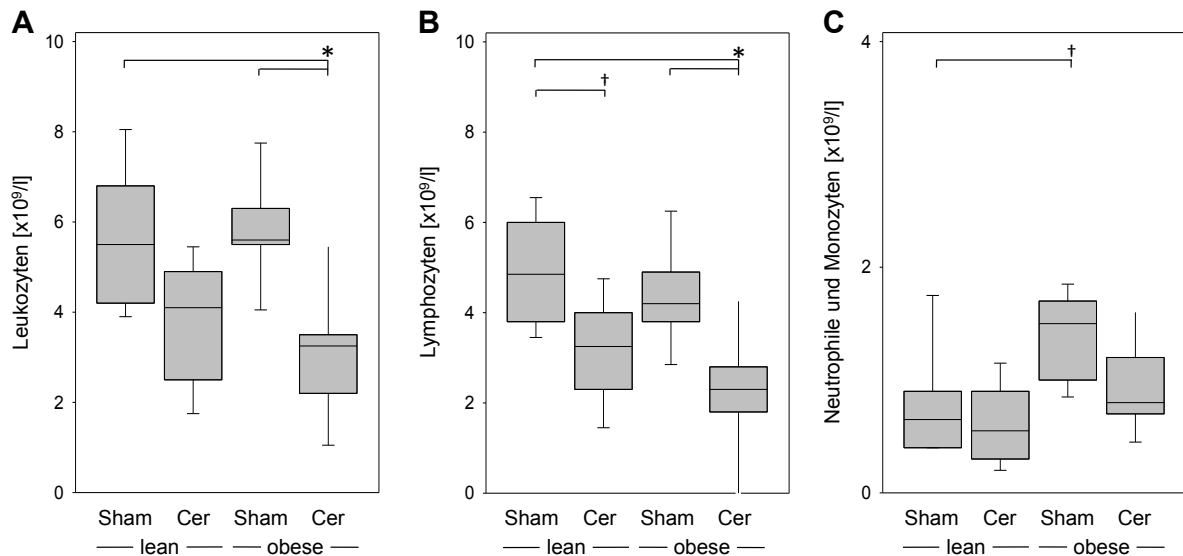 A
Leukozyten [x10⁹/l]
10
8
6
4
2
0
*
Sham Cer Sham Cer
lean obese
B
Lymphozyten [x10⁹/l]
10
8
6
4
2
0
*
†
Sham Cer Sham Cer
lean obese
C
Neutrophile und Monozyten [x10⁹/l]
4
2
0
†
Sham Cer Sham Cer
lean obese